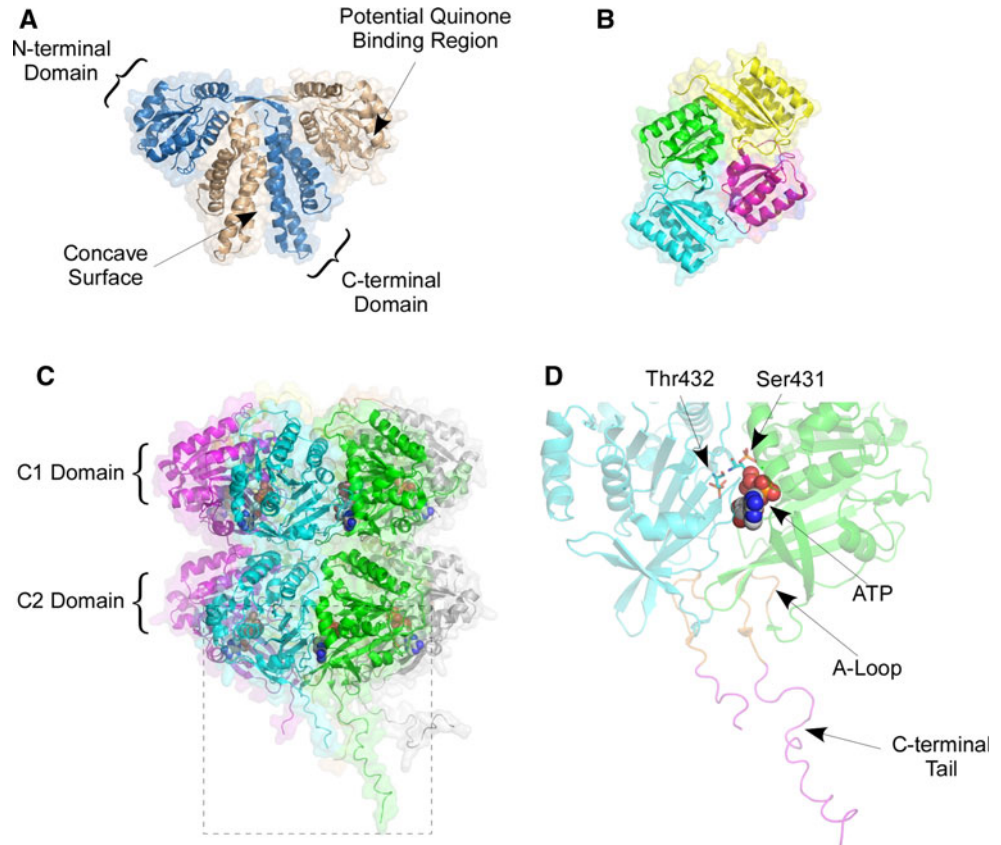 A
N-terminal
Domain
Potential Quinone
Binding Region
Concave
Surface
C-terminal
Domain
B
C
C1 Domain
C2 Domain
D
Thr432
Ser431
ATP
A-Loop
C-terminal
Tail